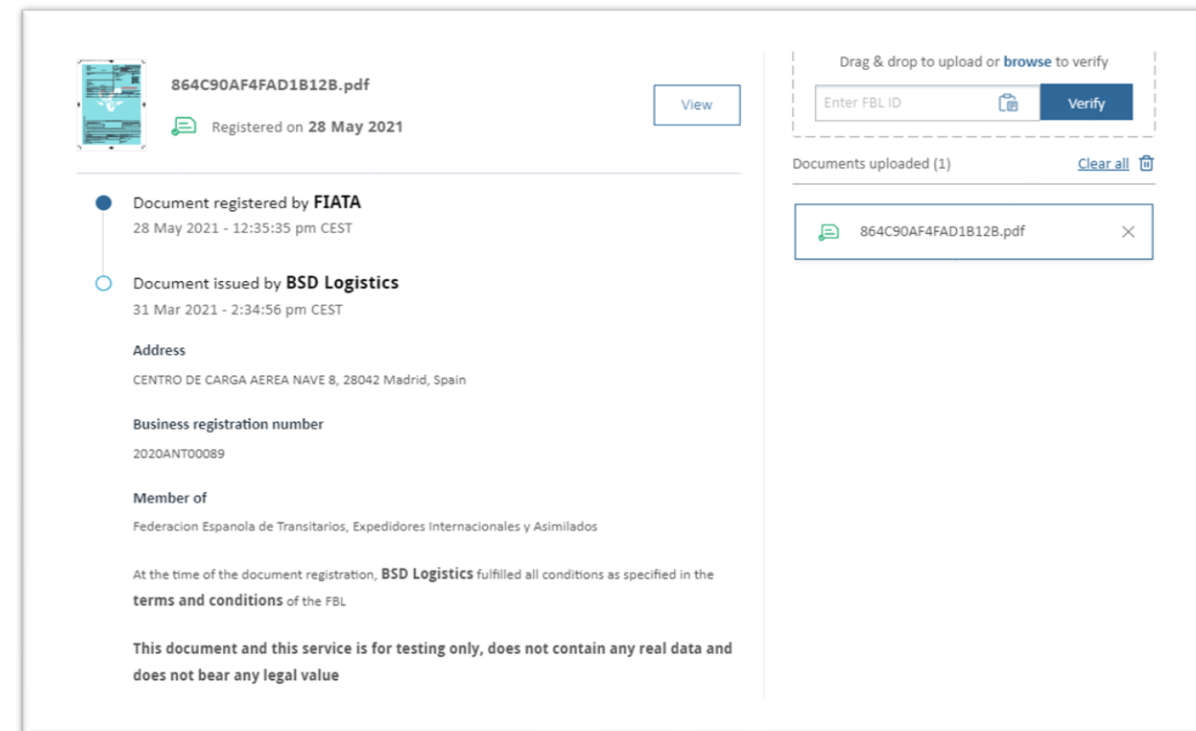 864C90AF4FAD1B12B.pdf
Registered on 28 May 2021
View
Document registered by FIATA
28 May 2021 - 12:35:35 pm CEST
Document issued by BSD Logistics
31 Mar 2021 - 2:34:56 pm CEST
Address
CENTRO DE CARGA AEREA NAVE 8, 28042 Madrid, Spain
Business registration number
2020ANT00089
Member of
Federacion Espanola de Transitarios, Expedidores Internacionales y Asimilados
At the time of the document registration, BSD Logistics fulfilled all conditions as specified in the
terms and conditions of the FBL
This document and this service is for testing only, does not contain any real data and
does not bear any legal value
Drag & drop to upload or browse to verify
Enter FBL ID
Verify
Documents uploaded (1)
Clear all
864C90AF4FAD1B12B.pdf